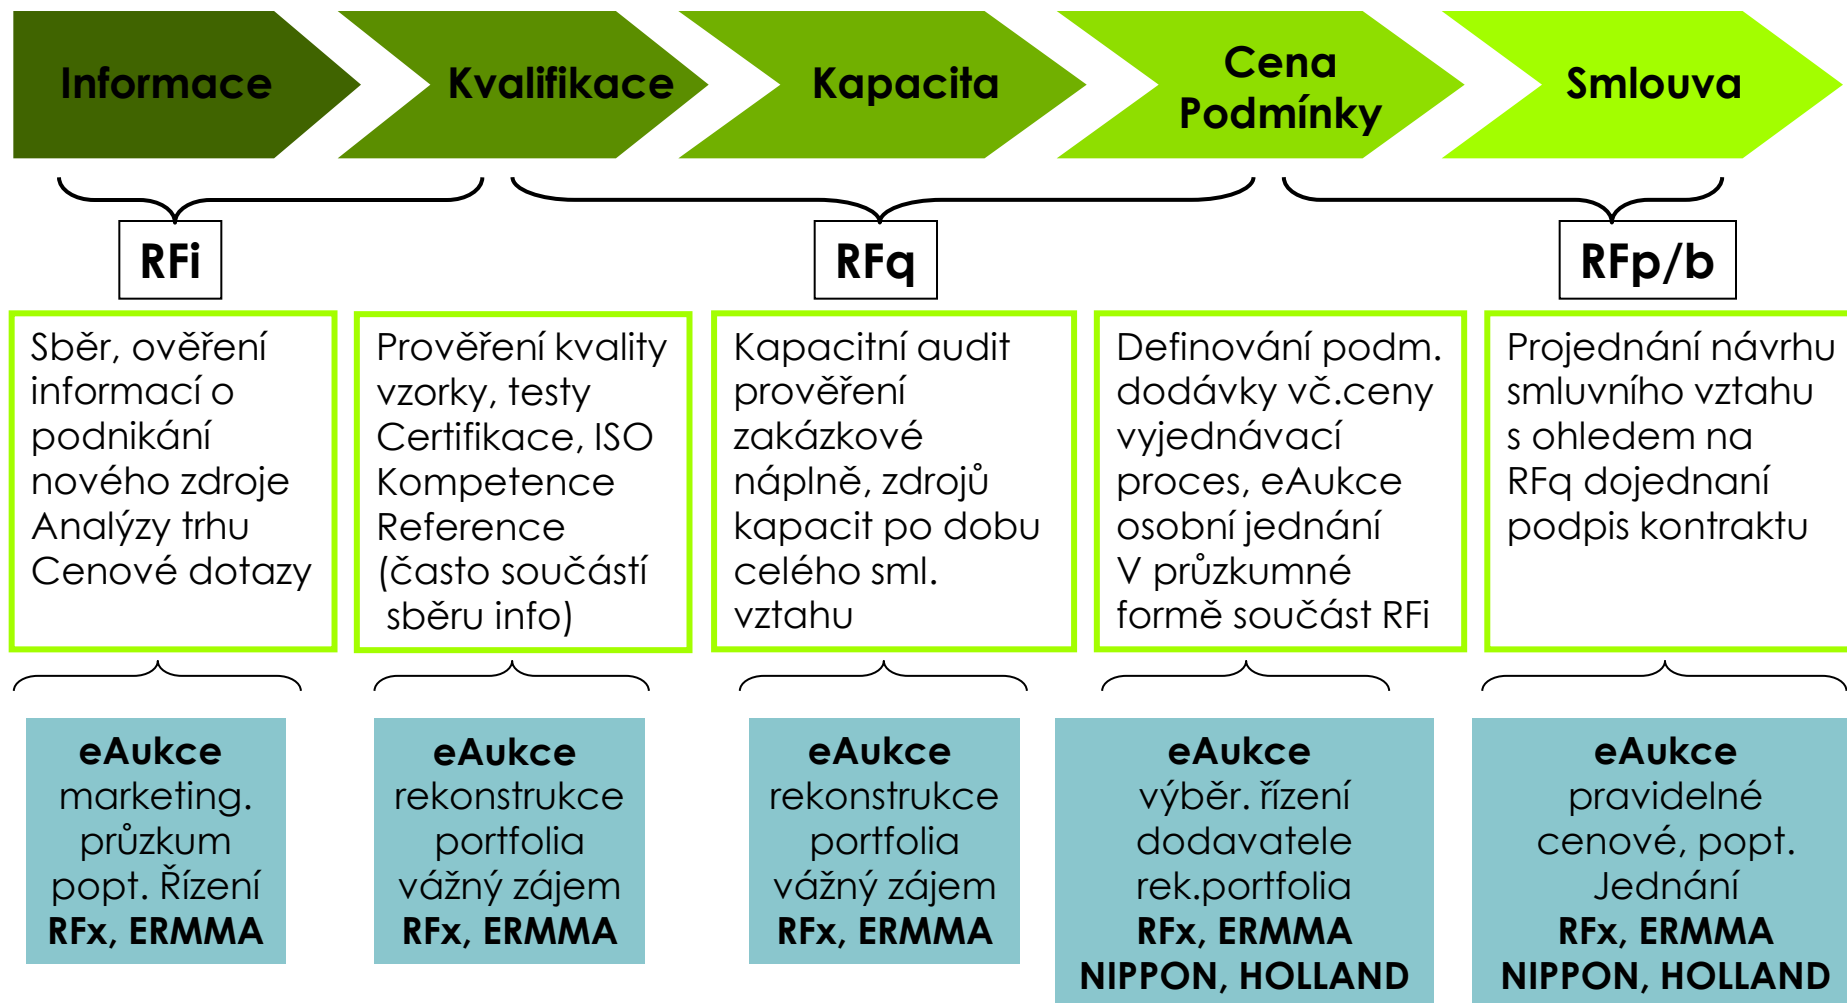 Informace
Kvalifikace
Kapacita
Cena
Podmínky
Smlouva
RFi
RFq
RFp/b
Sběr, ověření
informací o
podnikání
nového zdroje
Analýzy trhu
Cenové dotazy
Prověření kvality
vzorky, testy
Certifikace, ISO
Kompetence
Reference
(často součástí
sběru info)
Kapacitní audit
prověření
zakázkové
náplně, zdrojů
kapacit po dobu
celého sml.
vztahu
Definování podm.
dodávky vč.ceny
vyjednávací
proces, eAukce
osobní jednání
V průzkumné
formě součást RFi
Projednání návrhu
smluvního vztahu
s ohledem na
RFq dojednaní
podpis kontraktu
eAukce
marketing.
průzkum
popt. Řízení
RFx, ERMMA
eAukce
rekonstrukce
portfolia
vážný zájem
RFx, ERMMA
eAukce
rekonstrukce
portfolia
vážný zájem
RFx, ERMMA
eAukce
výběr. řízení
dodavatele
rek.portfolia
RFx, ERMMA
NIPPON, HOLLAND
eAukce
pravidelné
cenové, popt.
Jednání
RFx, ERMMA
NIPPON, HOLLAND